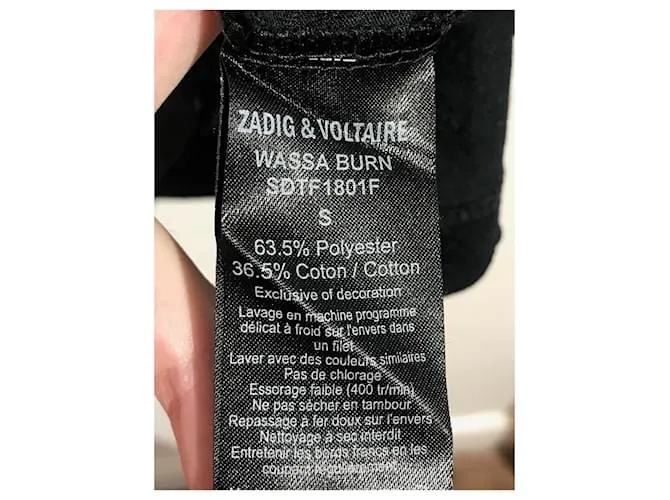 ZADIG & VOLTAIRE
WASSA BURN
SDTF1801F
S
63.5% Polyester
36.5% Coton / Cotton
Exclusive of decoration
Lavage en machine programme
délicat à froid sur l'envers dans
un filet
Laver avec des couleurs similaires
Pas de chlorage
Essorage faible (400 tr/min)
Ne pas sécher en tambour
Repassage à fer doux sur l'envers
Nettoyage à sec interdit
Entretenir les bords francs en les
coupant régulièrement